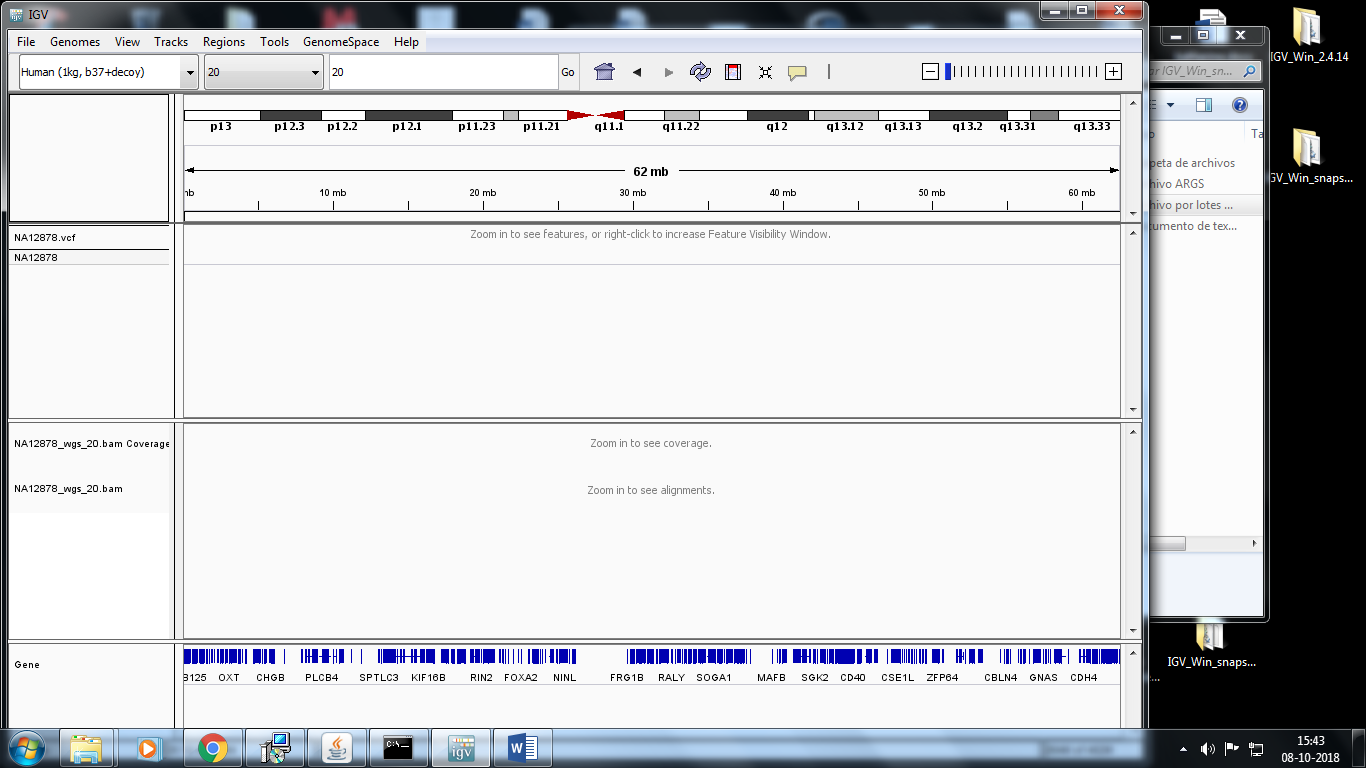 IGV
File Genomes View Tracks Regions Tools GenomeSpace Help
Human (1kg, b37+decoy) 20 20 Go
p13 p12.3 p12.2 p12.1 p11.23 p11.21 q11.1 q11.22 q12 q13.12 q13.13 q13.2 q13.31 q13.33
62 mb
10 mb 20 mb 30 mb 40 mb 50 mb 60 mb
NA12878.vcf
Zoom in to see features, or right-click to increase Feature Visibility Window.
NA12878
NA12878_wgs_20.bam Coverage
Zoom in to see coverage.
NA12878_wgs_20.bam
Zoom in to see alignments.
Gene
B125 OXT CHGB PLCB4 SPTLC3 KIF16B RIN2 FOXA2 NINL FRG1B RALY SOGA1 MAFB SGK2 CD40 CSE1L ZFP64 CBLN4 GNAS CDH4
ar IGV_Win_sn...
Ta
peta de archivos
hivo ARGS
hivo por lotes ...
cumento de tex...
IGV_Win_2.4.14
IGV_Win_snaps...
IGV_Win_snaps...
C:\_
igv
W
15:43
08-10-2018